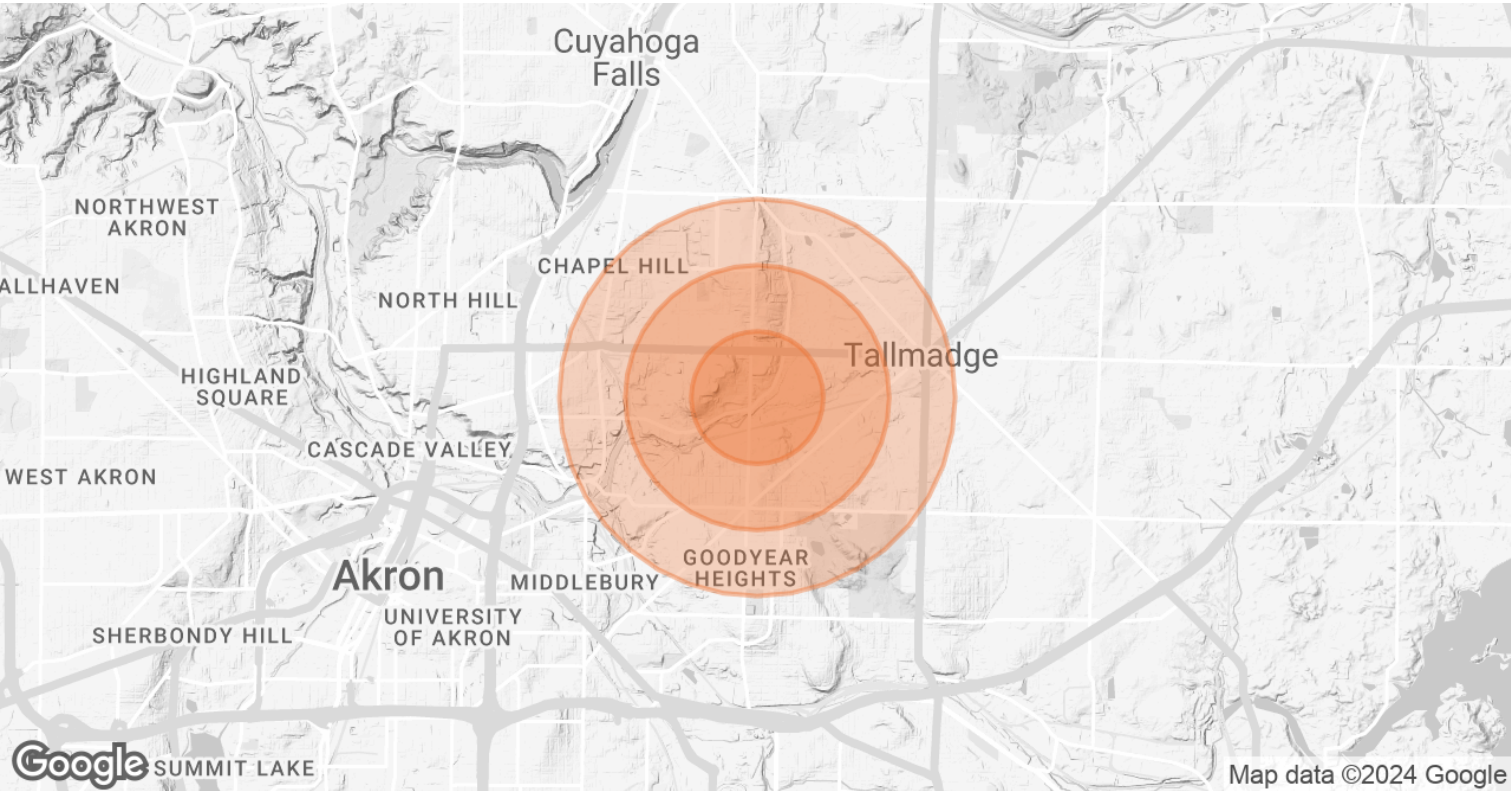 Cuyahoga
Falls
NORTHWEST
AKRON
CHAPEL HILL
ALLHAVEN
NORTH HILL
Tallmadge
HIGHLAND
SQUARE
CASCADE VALLEY
WEST AKRON
GOODYEAR
HEIGHTS
Akron
MIDDLEBURY
UNIVERSITY
OF AKRON
SHERBONDY HILL
Google
SUMMIT LAKE
Map data ©2024 Google